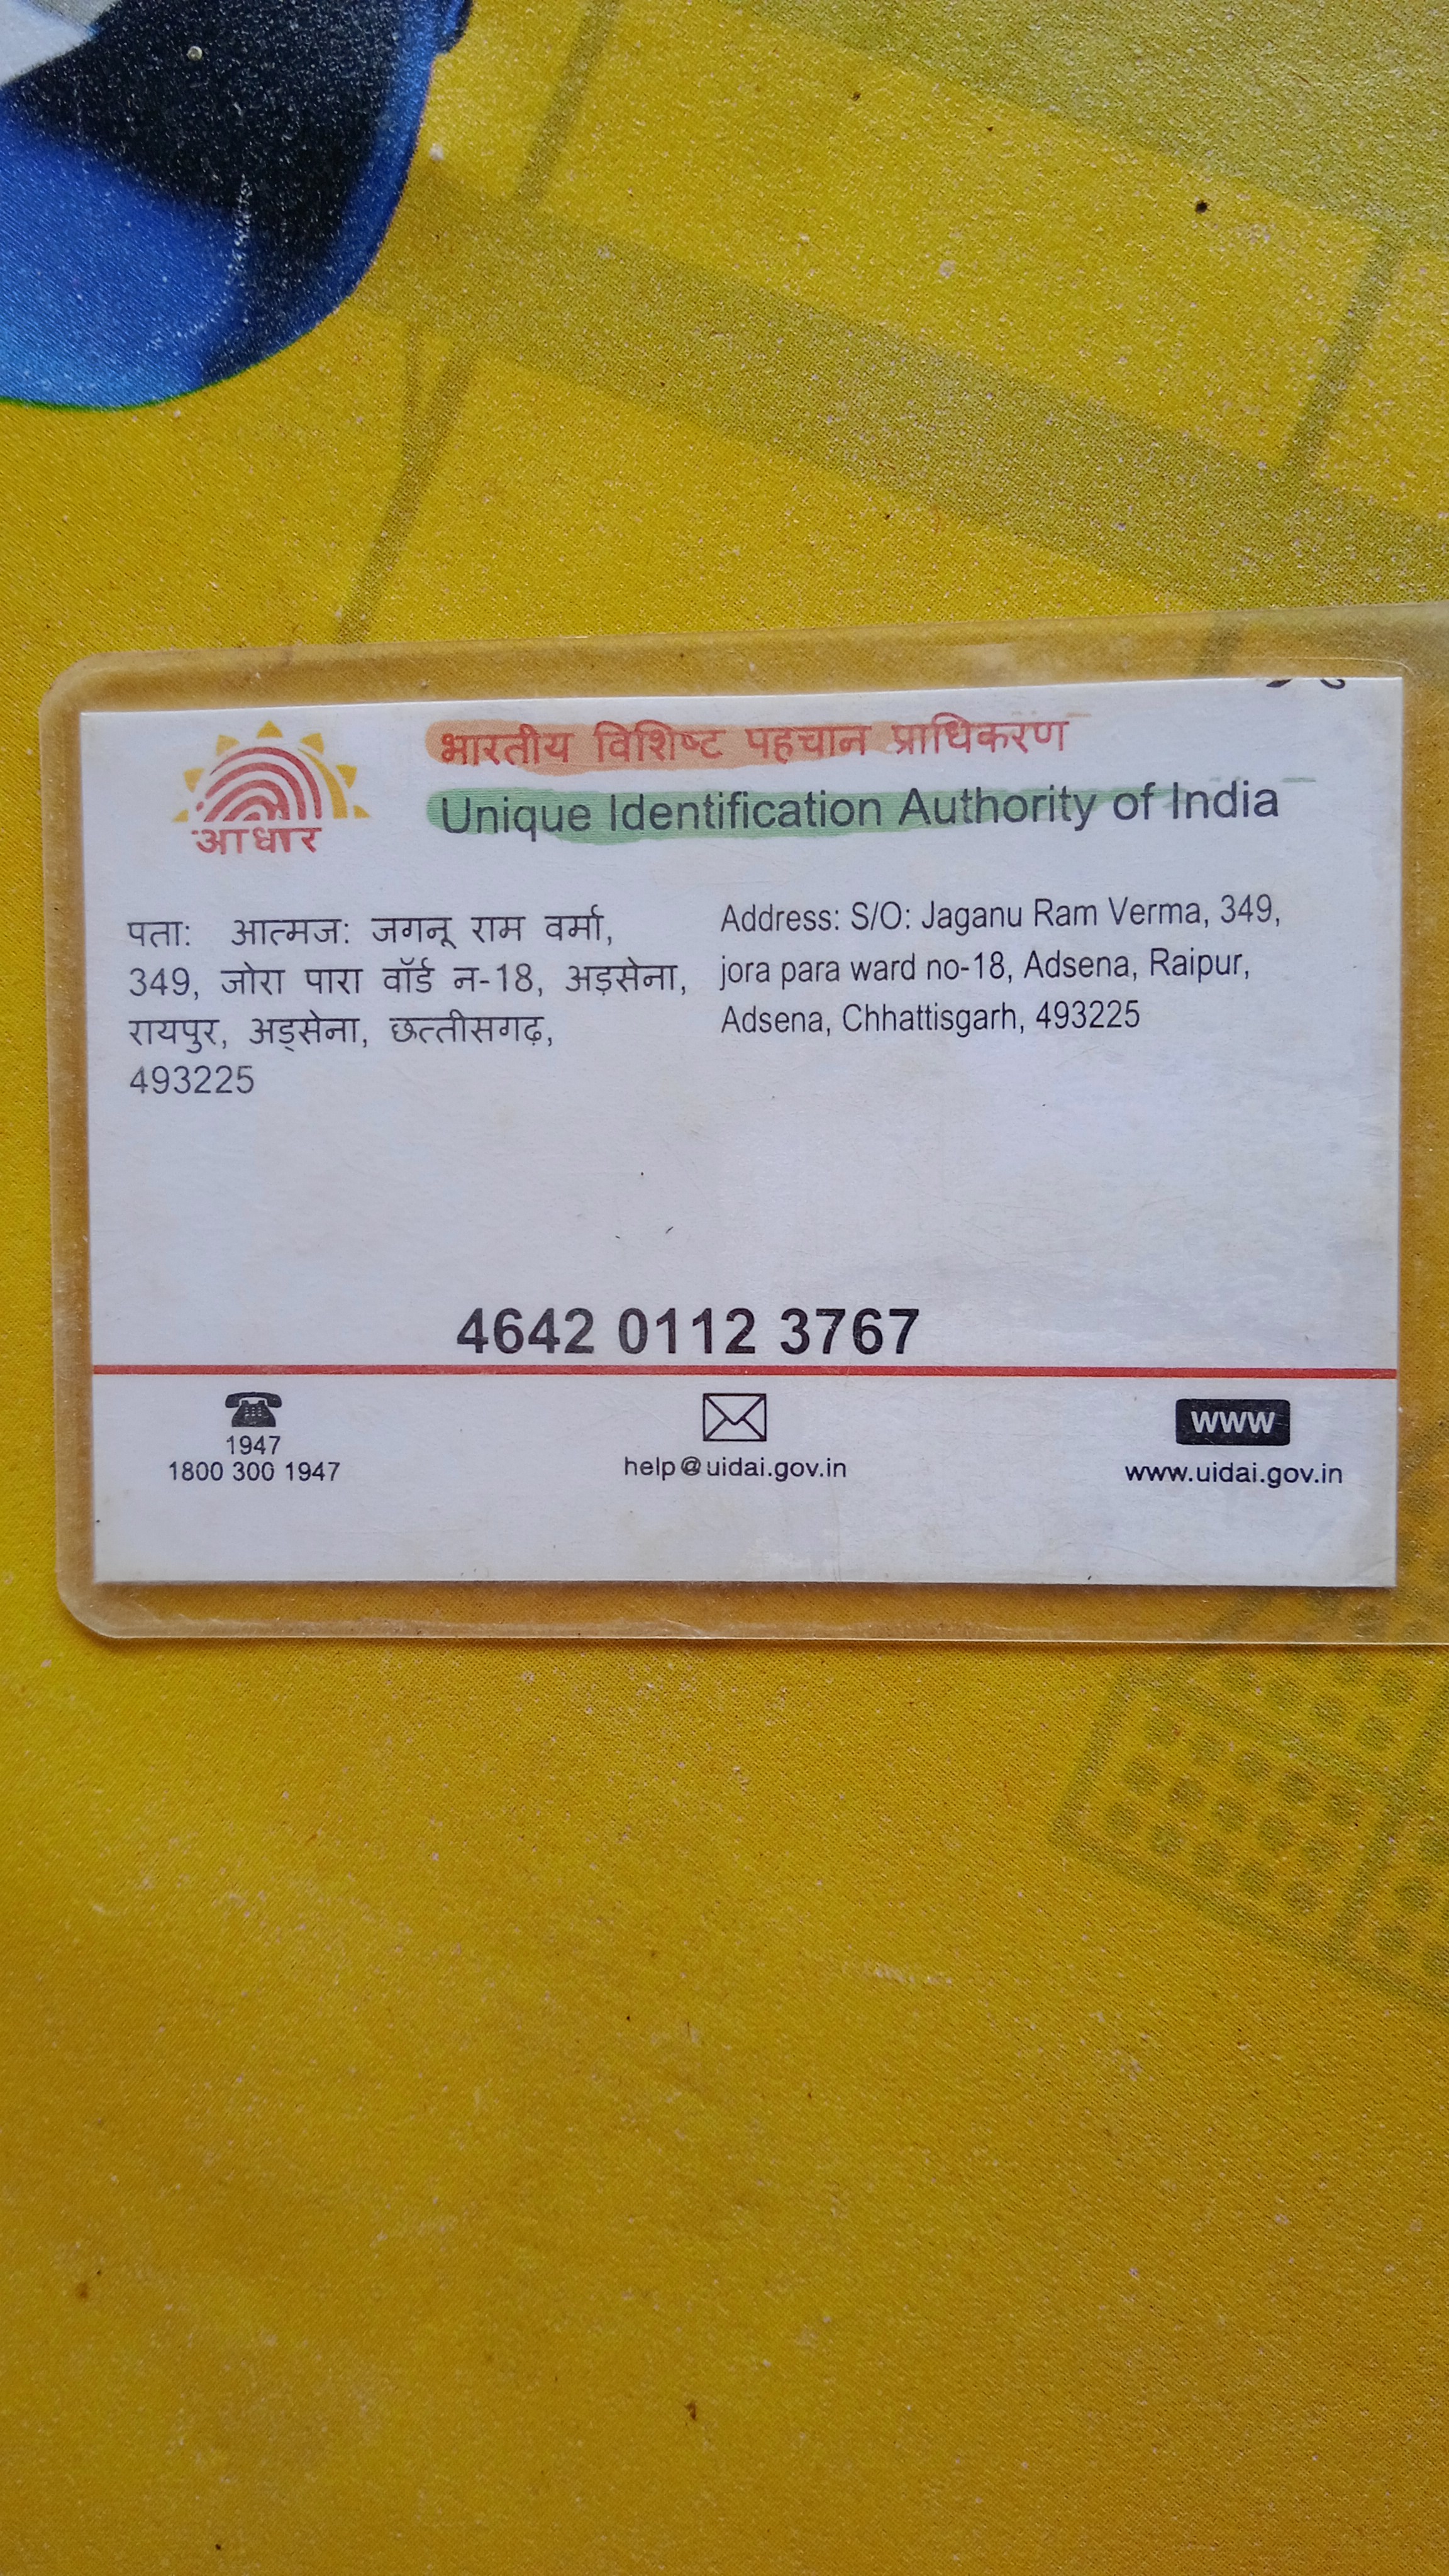 भारतीय विशिष्ट पहचान प्राधिकरण
Unique Identification Authority of India
आधार
पता: आत्मज: जगनू राम वर्मा,
349, जोरा पारा वॉर्ड न-18, अड़सेना,
रायपुर, अड्सेना, छत्तीसगढ़,
493225
Address: S/O: Jaganu Ram Verma, 349,
jora para ward no-18, Adsena, Raipur,
Adsena, Chhattisgarh, 493225
4642 0112 3767
1947
1800 300 1947
help@uidai.gov.in
www
www.uidai.gov.in